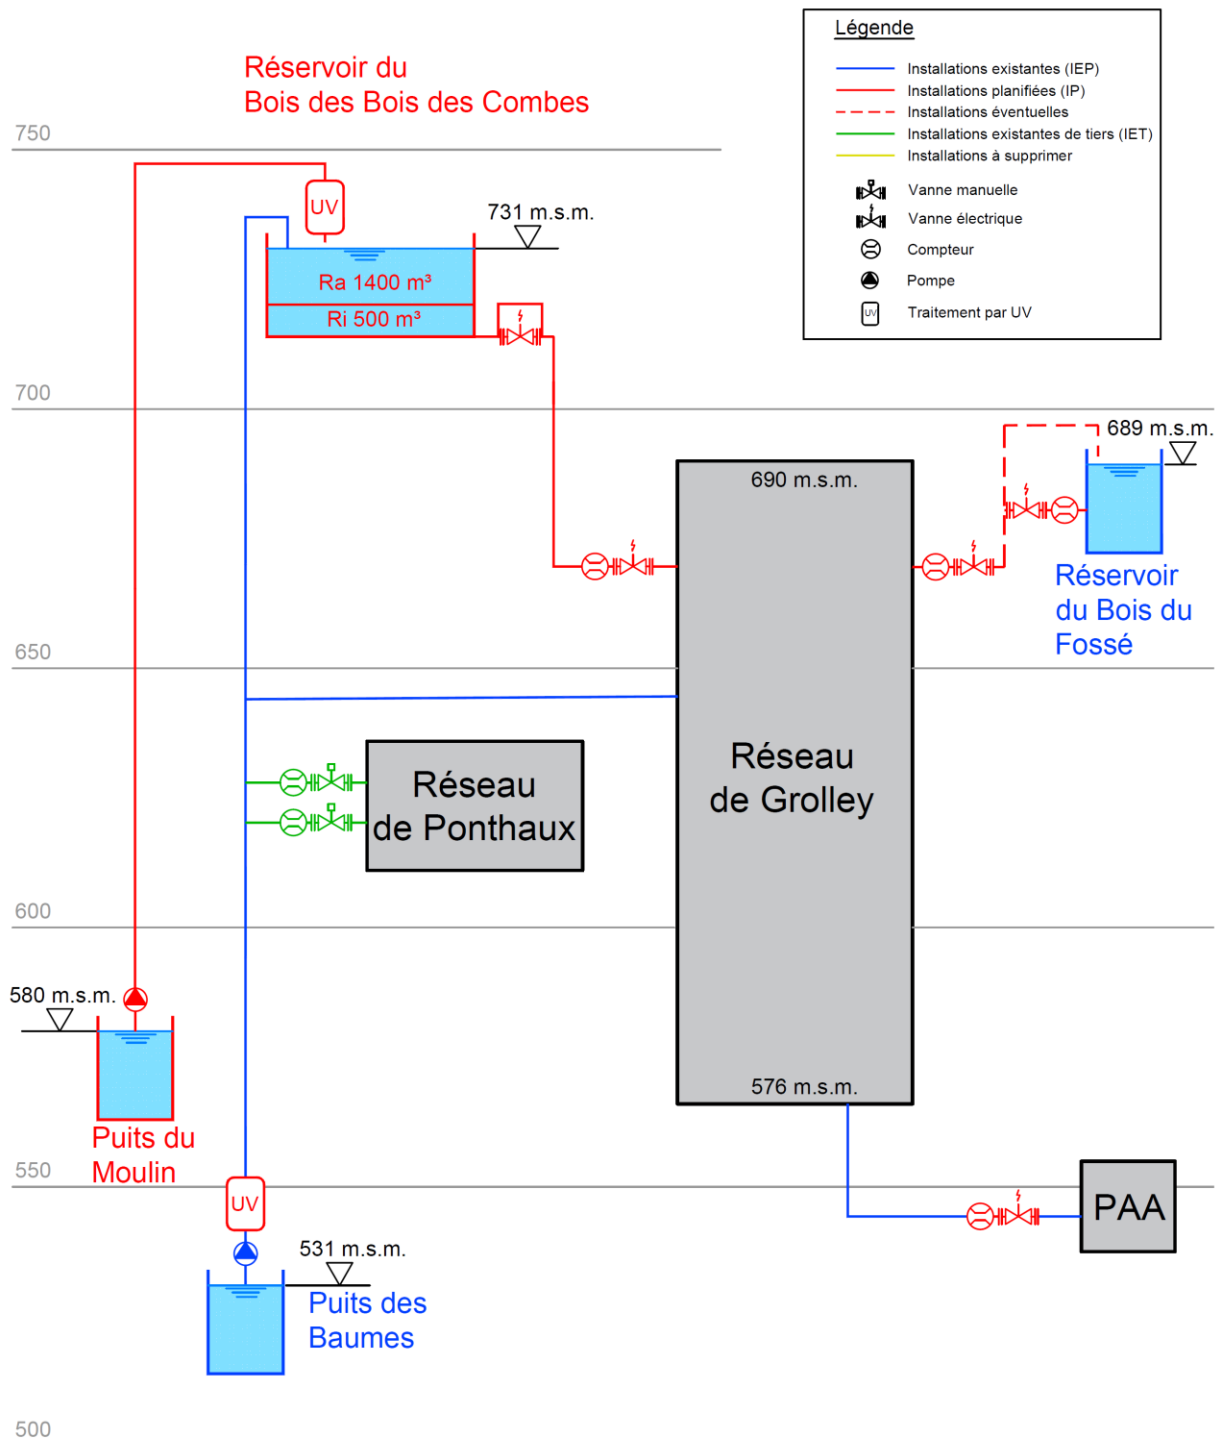 Légende
Installations existantes (IEP)
Installations planifiées (IP)
Installations éventuelles
Installations existantes de tiers (IET)
Installations à supprimer
Vanne manuelle
Vanne électrique
Compteur
Pompe
UV
Traitement par UV
Réservoir du
Bois des Bois des Combes
750
UV
731 m.s.m.
Ra 1400 m³
Ri 500 m³
700
689 m.s.m.
690 m.s.m.
Réservoir
du Bois du
Fossé
650
Réseau
de Grolley
Réseau
de Ponthaux
600
580 m.s.m.
576 m.s.m.
Puits du
Moulin
550
UV
PAA
531 m.s.m.
Puits des
Baumes
500